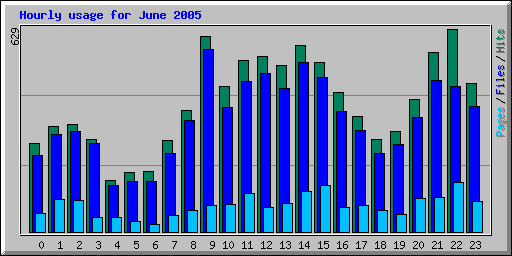 Hourly usage for June 2005
629
Pages/Files/Hits
0 1 2 3 4 5 6 7 8 9 10 11 12 13 14 15 16 17 18 19 20 21 22 23